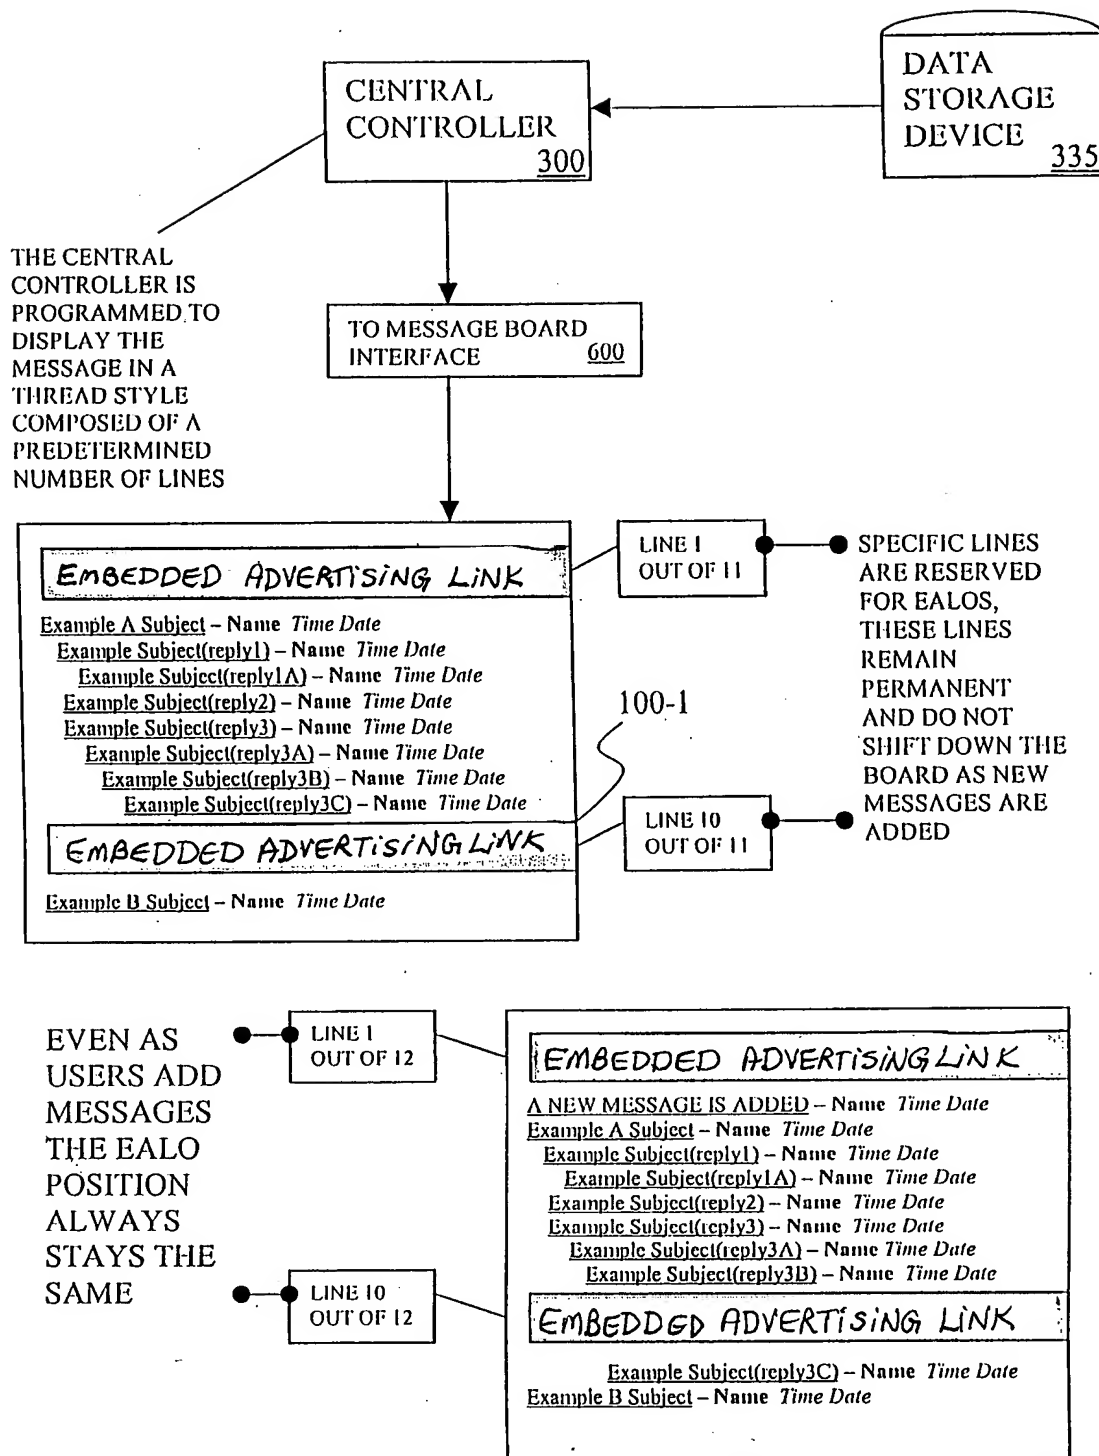 CENTRAL
CONTROLLER
300
DATA
STORAGE
DEVICE
335
THE CENTRAL
CONTROLLER IS
PROGRAMMED TO
DISPLAY THE
MESSAGE IN A
THREAD STYLE
COMPOSED OF A
PREDETERMINED
NUMBER OF LINES
TO MESSAGE BOARD
INTERFACE 600
EMBEDDED ADVERTISING LINK
Example A Subject – Name Time Date
Example Subject(reply1) – Name Time Date
Example Subject(reply1A) – Name Time Date
Example Subject(reply2) – Name Time Date
Example Subject(reply3) – Name Time Date
Example Subject(reply3A) – Name Time Date
Example Subject(reply3B) – Name Time Date
Example Subject(reply3C) – Name Time Date
EMBEDDED ADVERTISING LINK
Example B Subject – Name Time Date
LINE 1
OUT OF 11
100-1
LINE 10
OUT OF 11
SPECIFIC LINES
ARE RESERVED
FOR EALOS,
THESE LINES
REMAIN
PERMANENT
AND DO NOT
SHIFT DOWN THE
BOARD AS NEW
MESSAGES ARE
ADDED
EVEN AS
USERS ADD
MESSAGES
THE EALO
POSITION
ALWAYS
STAYS THE
SAME
LINE 1
OUT OF 12
LINE 10
OUT OF 12
EMBEDDED ADVERTISING LINK
A NEW MESSAGE IS ADDED – Name Time Date
Example A Subject – Name Time Date
Example Subject(reply1) – Name Time Date
Example Subject(reply1A) – Name Time Date
Example Subject(reply2) – Name Time Date
Example Subject(reply3) – Name Time Date
Example Subject(reply3A) – Name Time Date
Example Subject(reply3B) – Name Time Date
EMBEDDED ADVERTISING LINK
Example Subject(reply3C) – Name Time Date
Example B Subject – Name Time Date